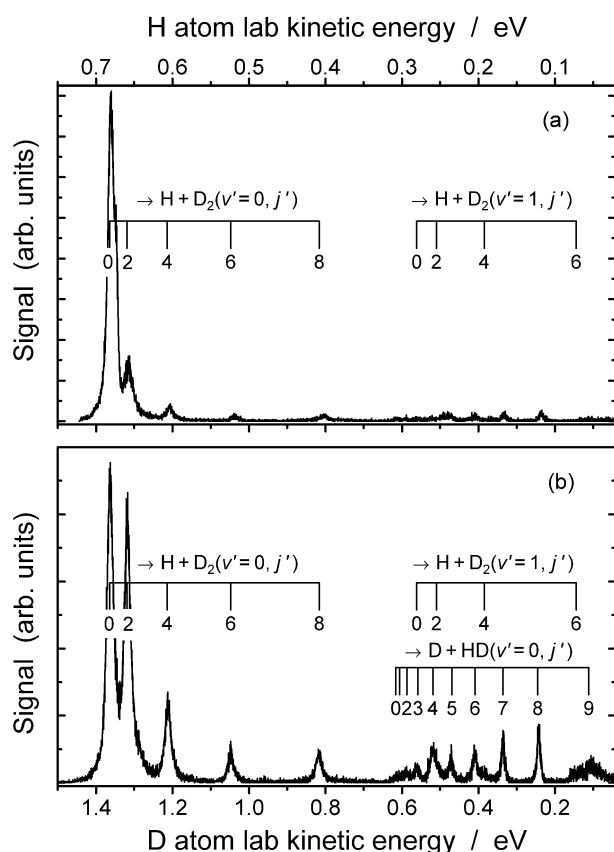 H atom lab kinetic energy / eV
0.7 0.6 0.5 0.4 0.3 0.2 0.1
Signal (arb. units)
(a)
→ H + D₂(v′= 0, j′)
0 2 4 6 8
→ H + D₂(v′= 1, j′)
0 2 4 6
Signal (arb. units)
(b)
→ H + D₂(v′= 0, j′)
0 2 4 6 8
→ H + D₂(v′= 1, j′)
0 2 4 6
→ D + HD(v′= 0, j′)
0 2 3 4 5 6 7 8 9
1.4 1.2 1.0 0.8 0.6 0.4 0.2
D atom lab kinetic energy / eV